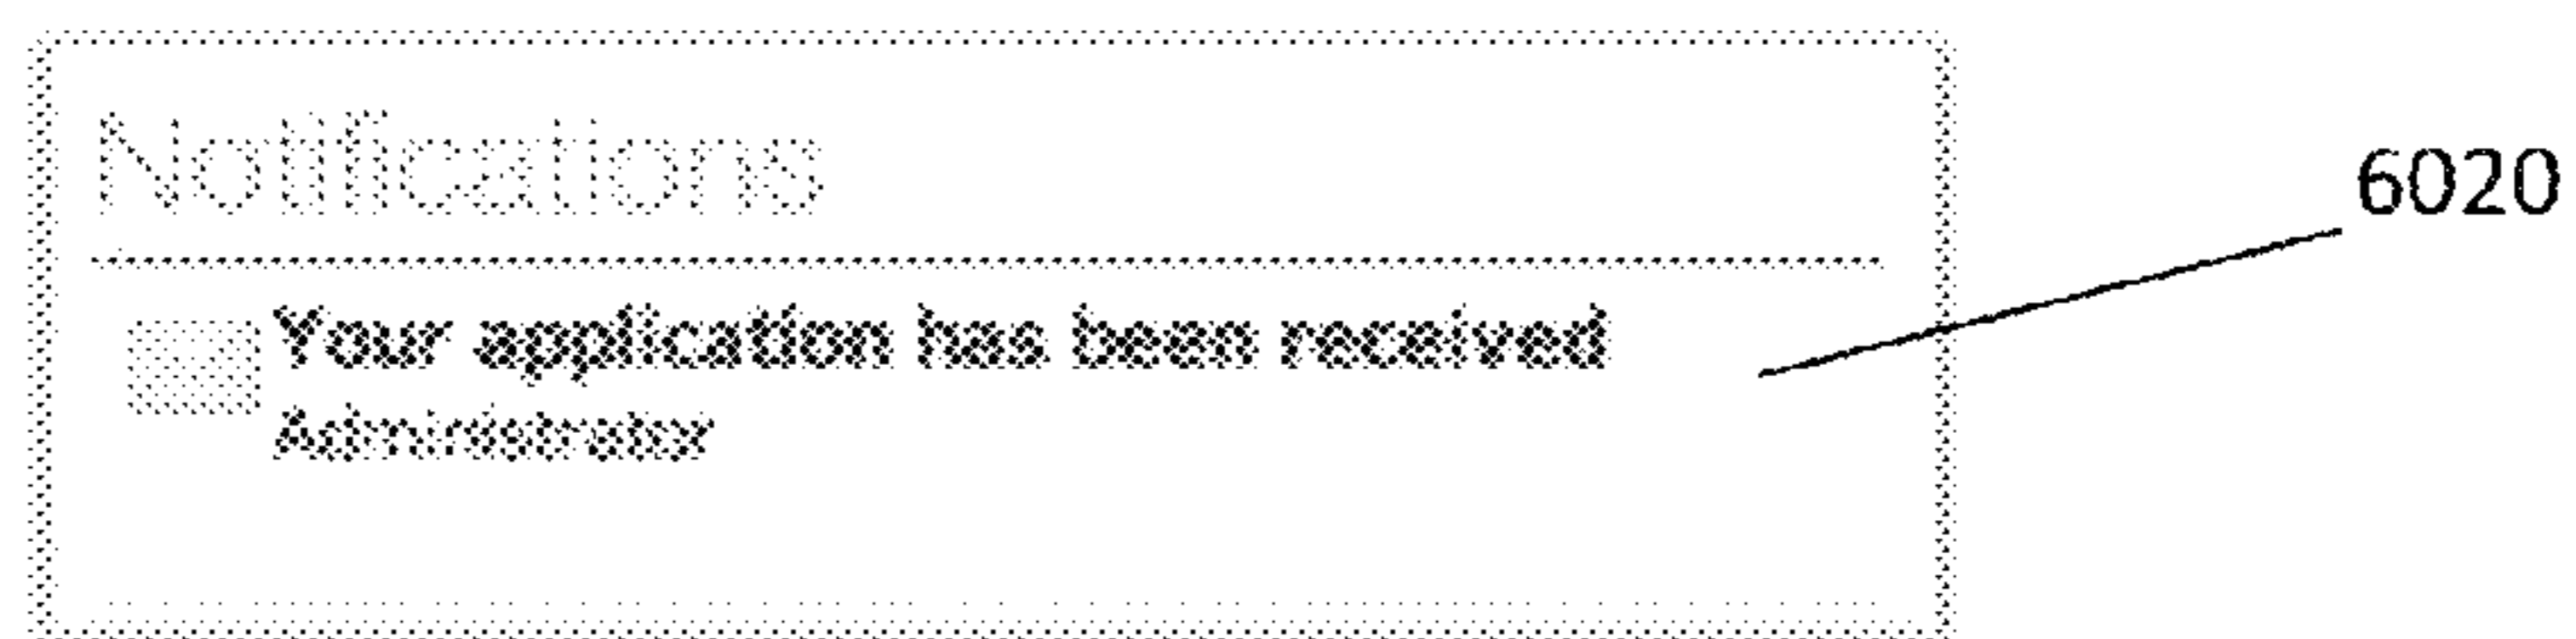 Notifications
6020
Your application has been received
Administrator